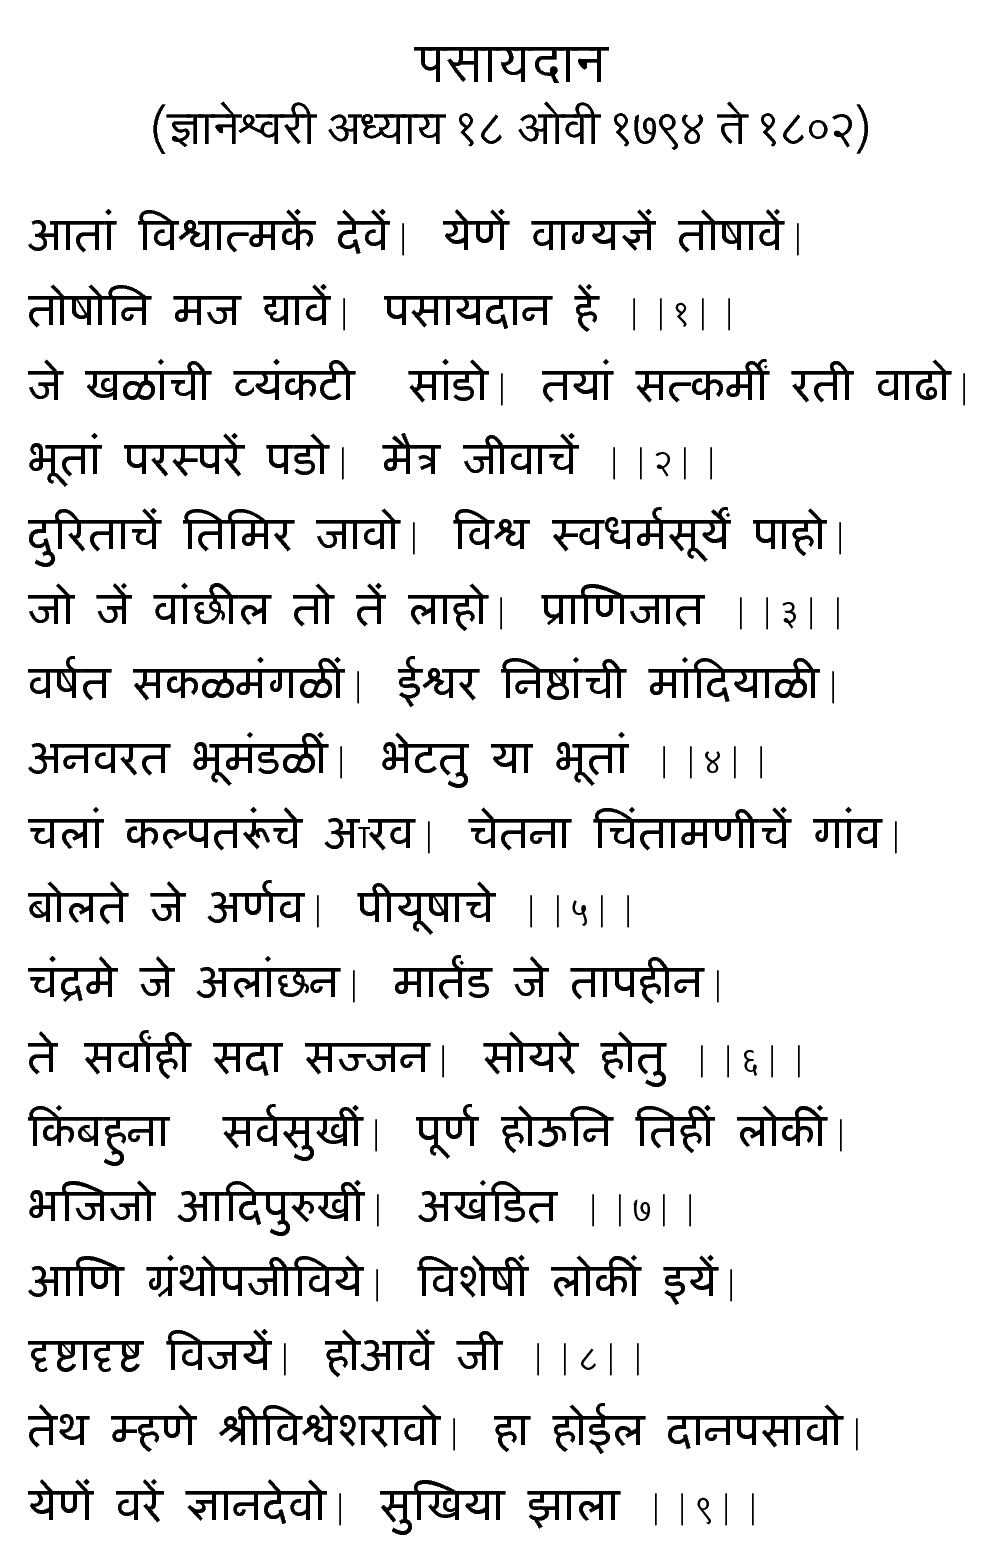 पसायदान
(ज्ञानेश्वरी अध्याय १८ ओवी १७९४ ते १८०२)
आतां विश्वात्मकें देवें। येणें वाग्यज्ञें तोषावें।
तोषोनि मज द्यावें। पसायदान हें ।।१।।
जे खळांची व्यंकटी सांडो। तयां सत्कर्मीं रती वाढो।
भूतां परस्परें पडो। मैत्र जीवाचें ।।२।।
दुरिताचें तिमिर जावो। विश्व स्वधर्मसूर्यें पाहो।
जो जें वांछील तो तें लाहो। प्राणिजात ।।३।।
वर्षत सकळमंगळीं। ईश्वर निष्ठांची मांदियाळी।
अनवरत भूमंडळीं। भेटतु या भूतां ।।४।।
चलां कल्पतरूंचे अारव। चेतना चिंतामणीचें गांव।
बोलते जे अर्णव। पीयूषाचे ।।५।।
चंद्रमे जे अलांछन। मार्तंड जे तापहीन।
ते सर्वांही सदा सज्जन। सोयरे होतु ।।६।।
किंबहुना सर्वसुखीं। पूर्ण होऊनि तिहीं लोकीं।
भजिजो आदिपुरुखीं। अखंडित ।।७।।
आणि ग्रंथोपजीविये। विशेषीं लोकीं इयें।
दृष्टादृष्ट विजयें। होआवें जी ।।८।।
तेथ म्हणे श्रीविश्वेशरावो। हा होईल दानपसावो।
येणें वरें ज्ञानदेवो। सुखिया झाला ।।९।।